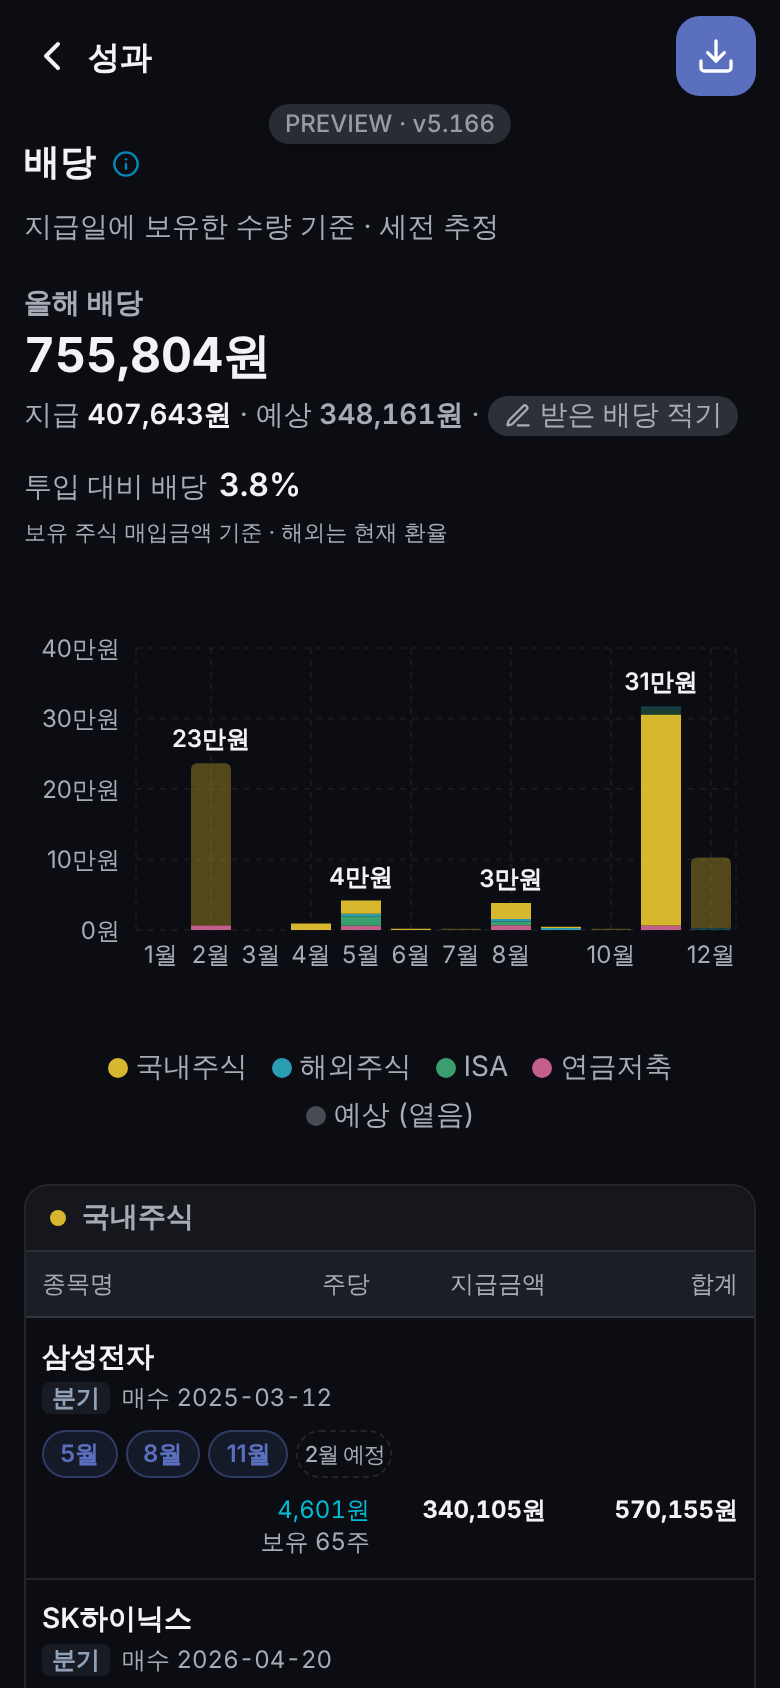 성과
PREVIEW · v5.166
배당
지급일에 보유한 수량 기준 · 세전 추정
올해 배당
755,804원
지급 407,643원 · 예상 348,161원 · 받은 배당 적기
투입 대비 배당 3.8%
보유 주식 매입금액 기준 · 해외는 현재 환율
40만원
30만원
20만원
10만원
0원
23만원
4만원
3만원
31만원
1월 2월 3월 4월 5월 6월 7월 8월 10월 12월
국내주식 해외주식 ISA 연금저축
예상 (옅음)
국내주식
종목명 주당 지급금액 합계
삼성전자
분기 매수 2025-03-12
5월 8월 11월 2월 예정
4,601원 340,105원 570,155원
보유 65주
SK하이닉스
분기 매수 2026-04-20